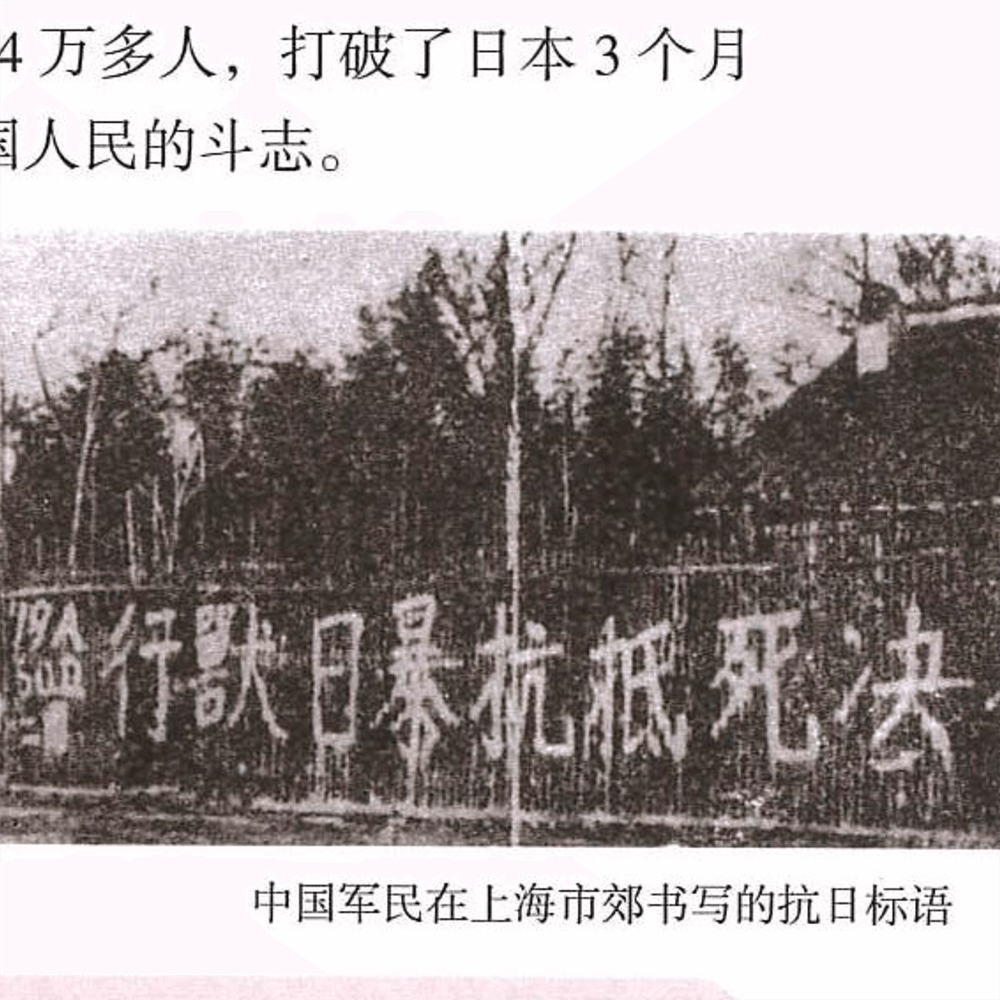 4万多人，打破了日本3个月
国人民的斗志。
决死抵抗暴日獸行
中国军民在上海市郊书写的抗日标语